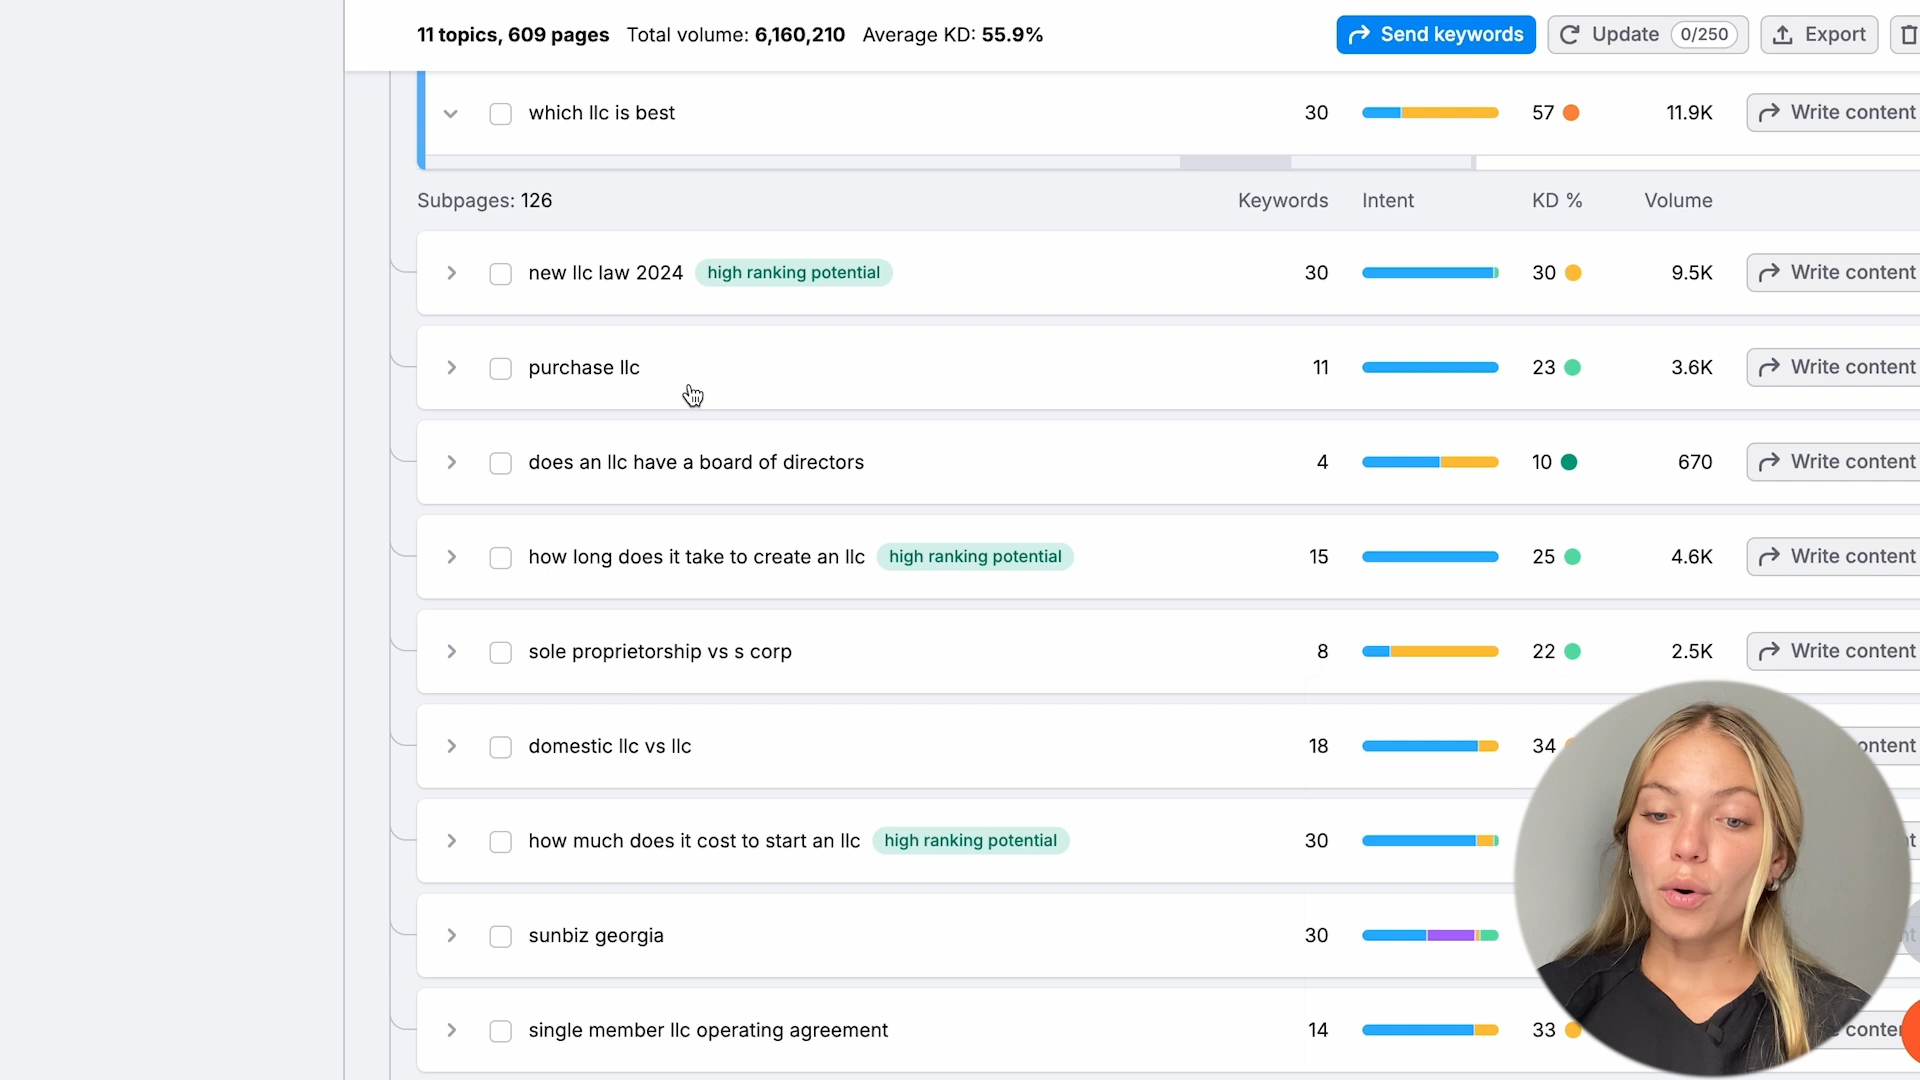 11 topics, 609 pages Total volume: 6,160,210 Average KD: 55.9% Send keywords Update 0/250 Export
which llc is best 30 57 11.9K Write content
Subpages: 126 Keywords Intent KD % Volume
new llc law 2024 high ranking potential 30 30 9.5K Write content
purchase llc 11 23 3.6K Write content
does an llc have a board of directors 4 10 670 Write content
how long does it take to create an llc high ranking potential 15 25 4.6K Write content
sole proprietorship vs s corp 8 22 2.5K Write content
domestic llc vs llc 18 34
how much does it cost to start an llc high ranking potential 30
sunbiz georgia 30
single member llc operating agreement 14 33